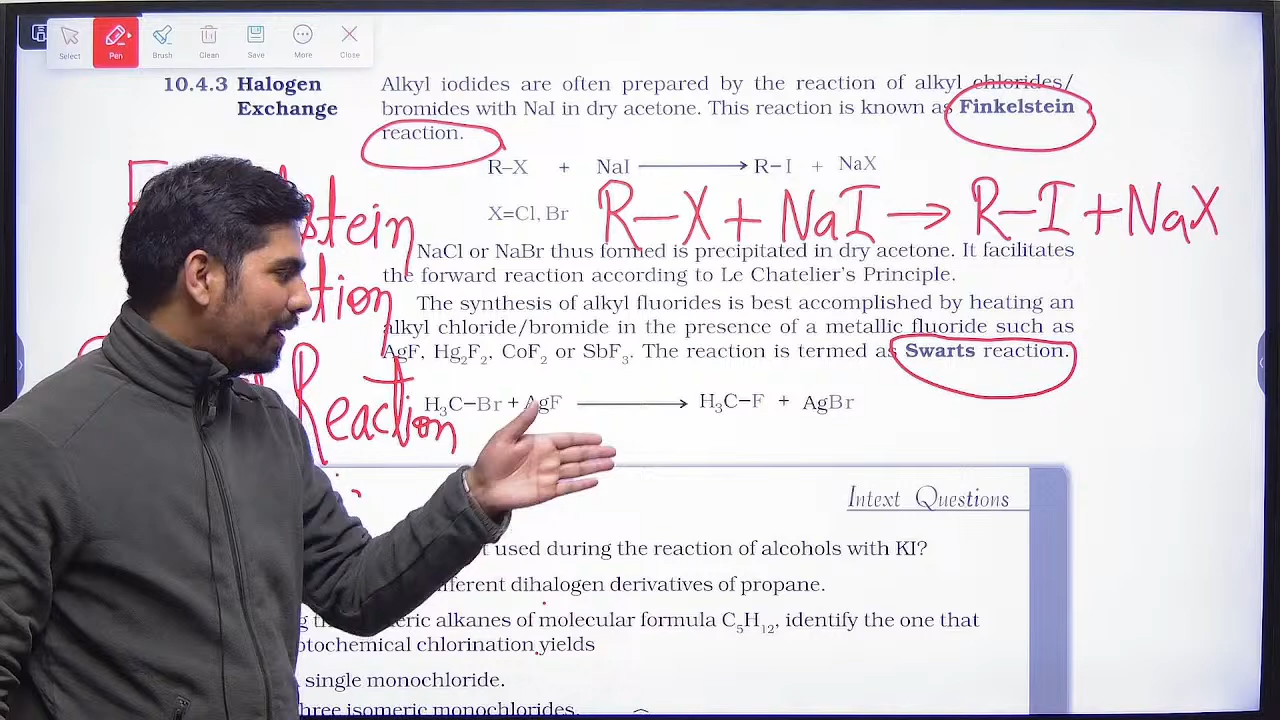 Select Pen Brush Clean Save More Close
10.4.3 Halogen Exchange
Alkyl iodides are often prepared by the reaction of alkyl chlorides/
bromides with NaI in dry acetone. This reaction is known as Finkelstein
reaction.
R–X + NaI ⟶ R–I + NaX
X=Cl, Br
R–X + NaI → R–I + NaX
NaCl or NaBr thus formed is precipitated in dry acetone. It facilitates
the forward reaction according to Le Chatelier's Principle.
The synthesis of alkyl fluorides is best accomplished by heating an
alkyl chloride/bromide in the presence of a metallic fluoride such as
AgF, Hg₂F₂, CoF₂ or SbF₃. The reaction is termed as Swarts reaction.
Reaction
H₃C–Br + AgF ⟶ H₃C–F + AgBr
Intext Questions
used during the reaction of alcohols with KI?
dihalogen derivatives of propane.
alkanes of molecular formula C₅H₁₂, identify the one that
chlorination yields
single monochloride.
three isomeric monochlorides.